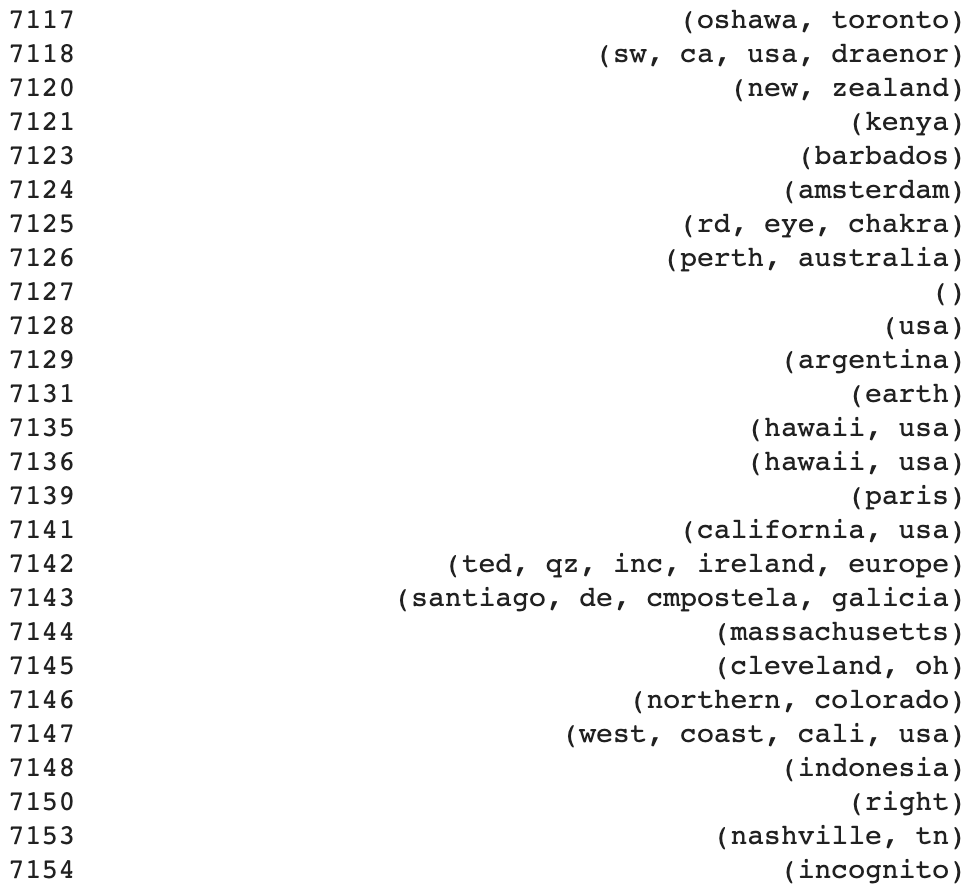 7117 (oshawa, toronto)
7118 (sw, ca, usa, draenor)
7120 (new, zealand)
7121 (kenya)
7123 (barbados)
7124 (amsterdam)
7125 (rd, eye, chakra)
7126 (perth, australia)
7127 ()
7128 (usa)
7129 (argentina)
7131 (earth)
7135 (hawaii, usa)
7136 (hawaii, usa)
7139 (paris)
7141 (california, usa)
7142 (ted, qz, inc, ireland, europe)
7143 (santiago, de, cmpostela, galicia)
7144 (massachusetts)
7145 (cleveland, oh)
7146 (northern, colorado)
7147 (west, coast, cali, usa)
7148 (indonesia)
7150 (right)
7153 (nashville, tn)
7154 (incognito)